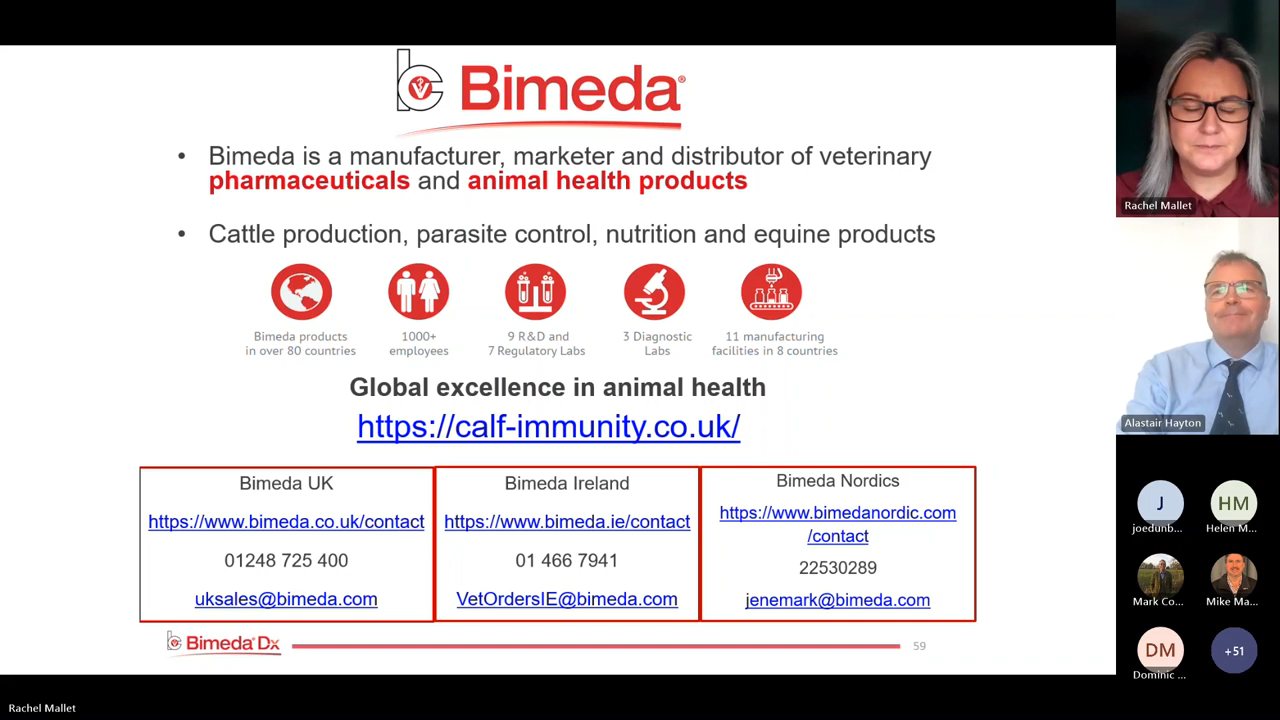 Bimeda®
• Bimeda is a manufacturer, marketer and distributor of veterinary
pharmaceuticals and animal health products
• Cattle production, parasite control, nutrition and equine products
Bimeda products
in over 80 countries
1000+
employees
9 R&D and
7 Regulatory Labs
3 Diagnostic
Labs
11 manufacturing
facilities in 8 countries
Global excellence in animal health
https://calf-immunity.co.uk/
Bimeda UK
https://www.bimeda.co.uk/contact
01248 725 400
uksales@bimeda.com
Bimeda Ireland
https://www.bimeda.ie/contact
01 466 7941
VetOrdersIE@bimeda.com
Bimeda Nordics
https://www.bimedanordic.com
/contact
22530289
jenemark@bimeda.com
Bimeda® Dx
59
Rachel Mallet
Alastair Hayton
J
joedunb...
HM
Helen M...
Mark Co...
Mike Ma...
DM
Dominic ...
+51
Rachel Mallet